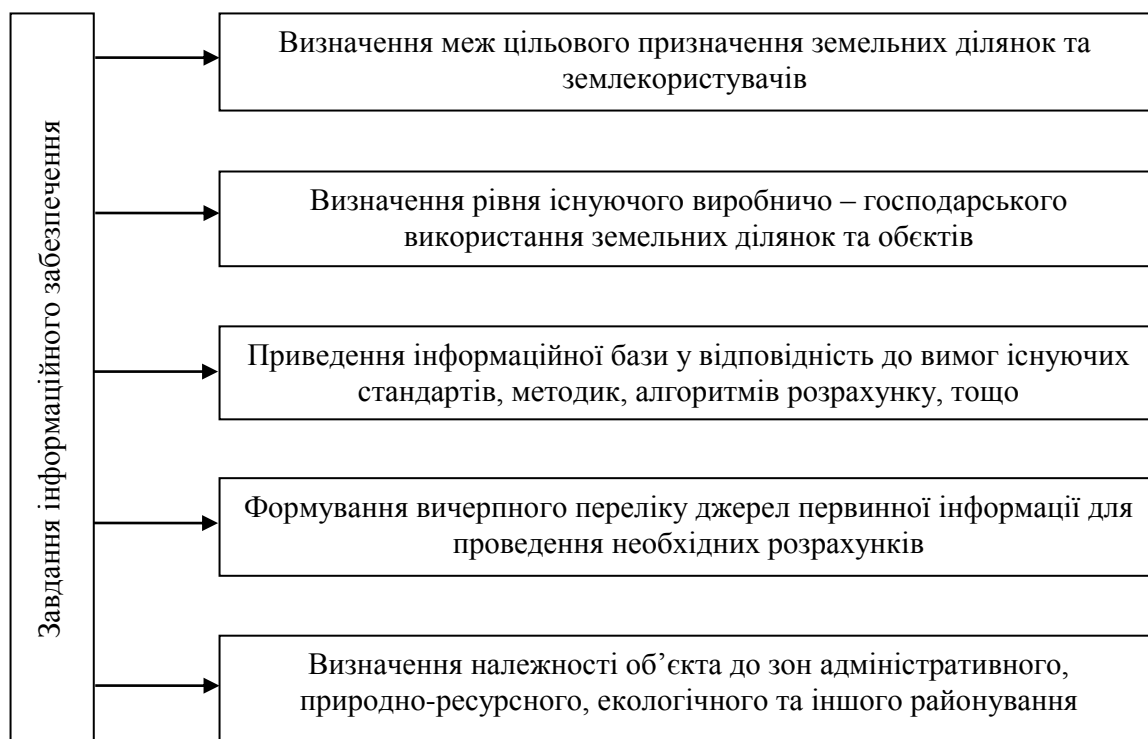 Завдання інформаційного забезпечення
Визначення меж цільового призначення земельних ділянок та
землекористувачів
Визначення рівня існуючого виробничо – господарського
використання земельних ділянок та обєктів
Приведення інформаційної бази у відповідність до вимог існуючих
стандартів, методик, алгоритмів розрахунку, тощо
Формування вичерпного переліку джерел первинної інформації для
проведення необхідних розрахунків
Визначення належності об’єкта до зон адміністративного,
природно-ресурсного, екологічного та іншого районування